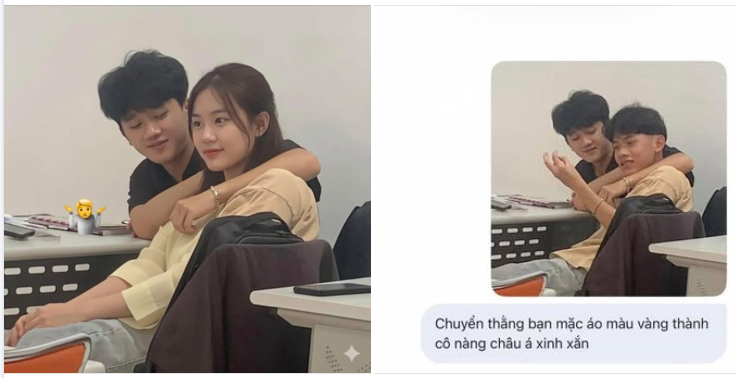 Chuyển thằng bạn mặc áo màu vàng thành
cô nàng châu á xinh xắn